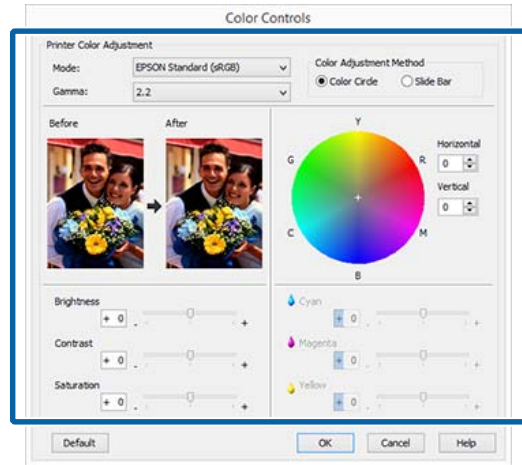 Color Controls
Printer Color Adjustment
Mode: EPSON Standard (sRGB)
Gamma: 2.2
Color Adjustment Method
Color Circle Slide Bar
Before After
Y
G R
C M
B
Horizontal
0
Vertical
0
Brightness
+ 0 - +
Contrast
+ 0 - +
Saturation
+ 0 - +
Cyan
+ 0 - +
Magenta
+ 0 - +
Yellow
+ 0 - +
Default OK Cancel Help